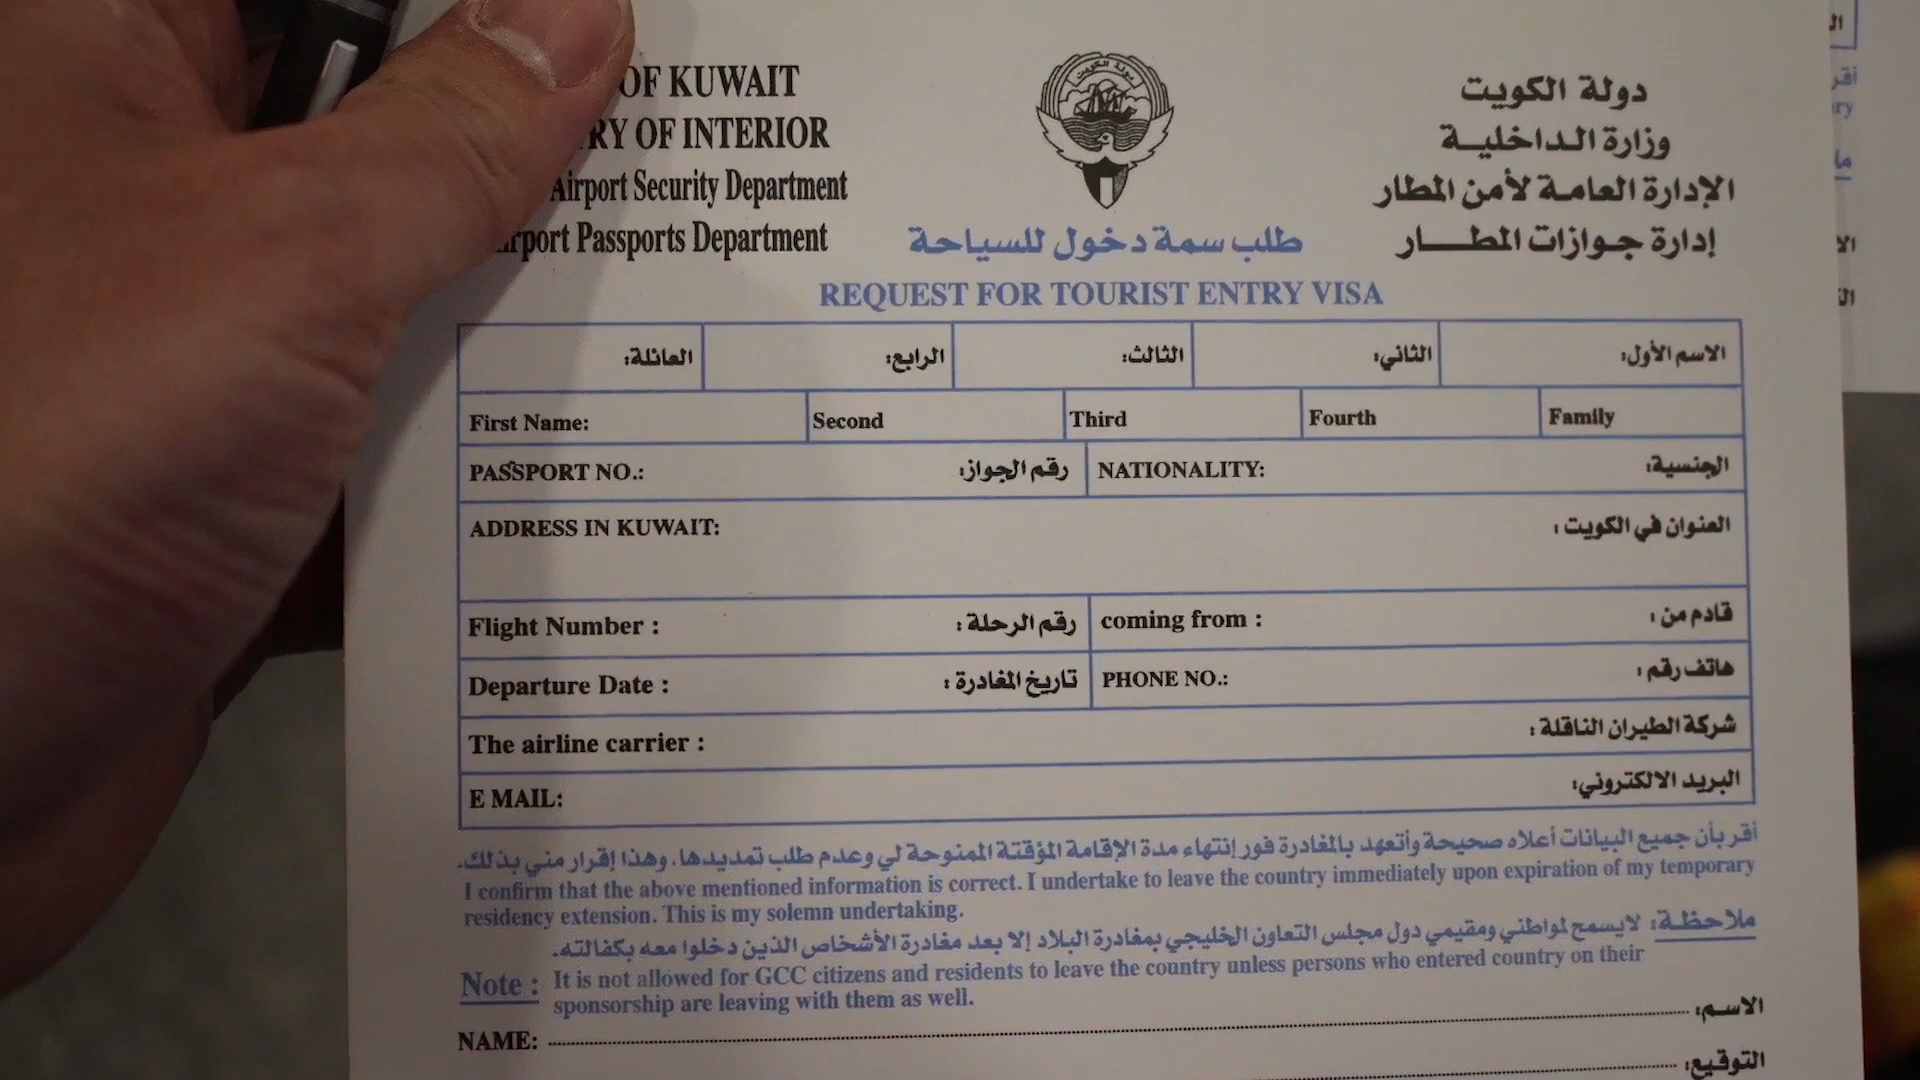 OF KUWAIT
RY OF INTERIOR
Airport Security Department
Airport Passports Department
دولة الكويت
دولة الكويت
وزارة الداخلية
الإدارة العامة لأمن المطار
إدارة جوازات المطار
طلب سمة دخول للسياحة
REQUEST FOR TOURIST ENTRY VISA
الاسم الأول: الثاني: الثالث: الرابع: العائلة:
First Name: Second Third Fourth Family
PASSPORT NO.: رقم الجواز: NATIONALITY: الجنسية:
ADDRESS IN KUWAIT: العنوان في الكويت :
Flight Number : رقم الرحلة : coming from : قادم من :
Departure Date : تاريخ المغادرة : PHONE NO.: هاتف رقم :
The airline carrier : شركة الطيران الناقلة :
E MAIL: البريد الالكتروني:
أقر بأن جميع البيانات أعلاه صحيحة وأتعهد بالمغادرة فور إنتهاء مدة الإقامة المؤقتة الممنوحة لي وعدم طلب تمديدها، وهذا إقرار مني بذلك.
I confirm that the above mentioned information is correct. I undertake to leave the country immediately upon expiration of my temporary
residency extension. This is my solemn undertaking.
ملاحظة: لايسمح لمواطني ومقيمي دول مجلس التعاون الخليجي بمغادرة البلاد إلا بعد مغادرة الأشخاص الذين دخلوا معه بكفالته.
Note : It is not allowed for GCC citizens and residents to leave the country unless persons who entered country on their
sponsorship are leaving with them as well.
NAME: الاسم:
التوقيع: